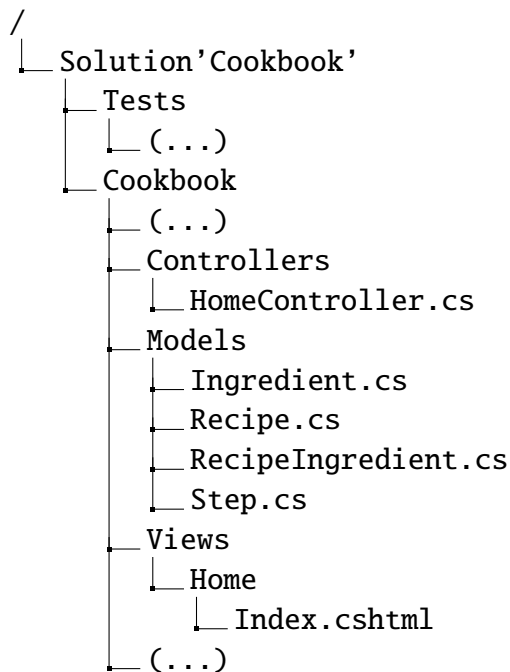 /
Solution'Cookbook'
Tests
(...)
Cookbook
(...)
Controllers
HomeController.cs
Models
Ingredient.cs
Recipe.cs
RecipeIngredient.cs
Step.cs
Views
Home
Index.cshtml
(...)